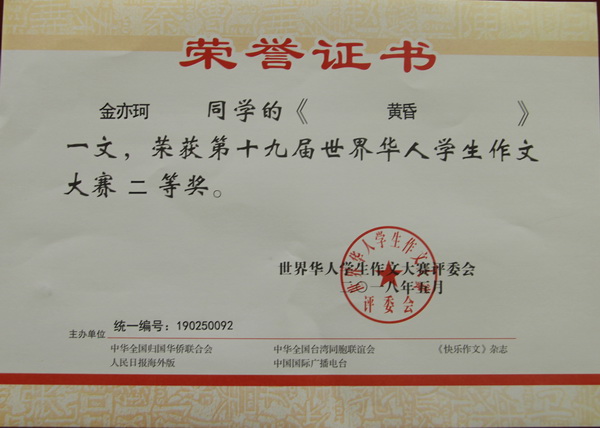 荣誉证书
金亦珂 同学的《 黄昏 》
一文，荣获第十九届世界华人学生作文
大赛 二 等奖。
世界华人学生作文大赛评委会
二〇一八年五月
统一编号：190250092
主办单位
中华全国归国华侨联合会 中华全国台湾同胞联谊会 《快乐作文》杂志
人民日报海外版 中国国际广播电台